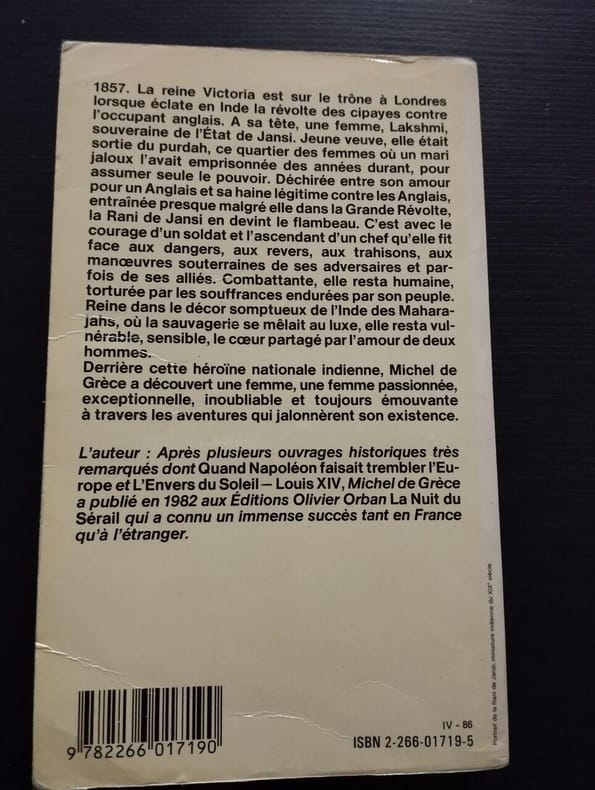 1857. La reine Victoria est sur le trône à Londres
lorsque éclate en Inde la révolte des cipayes contre
l'occupant anglais. A sa tête, une femme, Lakshmi,
souveraine de l'État de Jansi. Jeune veuve, elle était
sortie du purdah, ce quartier des femmes où un mari
jaloux l'avait emprisonnée des années durant, pour
assumer seule le pouvoir. Déchirée entre son amour
pour un Anglais et sa haine légitime contre les Anglais,
entraînée presque malgré elle dans la Grande Révolte,
la Rani de Jansi en devint le flambeau. C'est avec le
courage d'un soldat et l'ascendant d'un chef qu'elle fit
face aux dangers, aux revers, aux trahisons, aux
manœuvres souterraines de ses adversaires et par-
fois de ses alliés. Combattante, elle resta humaine,
torturée par les souffrances endurées par son peuple.
Reine dans le décor somptueux de l'Inde des Mahara-
jahs, où la sauvagerie se mêlait au luxe, elle resta vul-
nérable, sensible, le cœur partagé par l'amour de deux
hommes.
Derrière cette héroïne nationale indienne, Michel de
Grèce a découvert une femme, une femme passionnée,
exceptionnelle, inoubliable et toujours émouvante
à travers les aventures qui jalonnèrent son existence.
L'auteur : Après plusieurs ouvrages historiques très
remarqués dont Quand Napoléon faisait trembler l'Eu-
rope et L'Envers du Soleil – Louis XIV, Michel de Grèce
a publié en 1982 aux Éditions Olivier Orban La Nuit du
Sérail qui a connu un immense succès tant en France
qu'à l'étranger.
Portrait de la Rani de Jansi, miniature indienne du XIXe siècle.
IV - 86
ISBN 2-266-01719-5
9 782266 017190